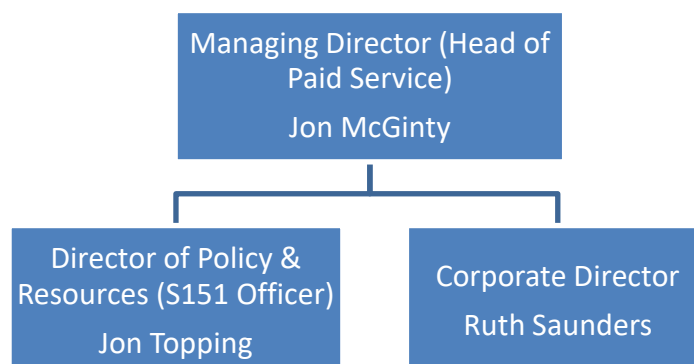 Managing Director (Head of
Paid Service)
Jon McGinty
Director of Policy &
Resources (S151 Officer)
Jon Topping
Corporate Director
Ruth Saunders